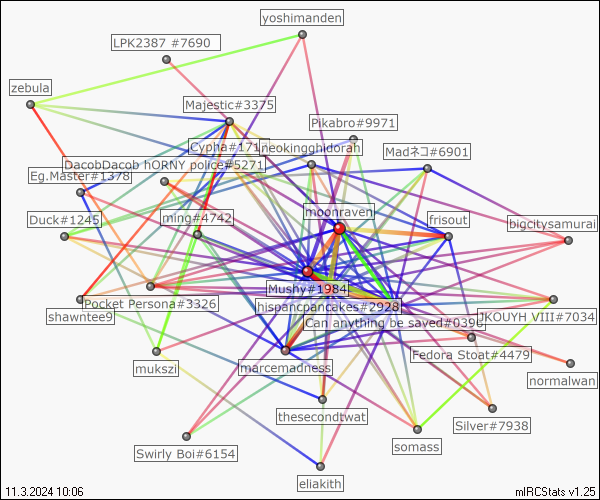 yoshimanden
LPK2387 #7690
zebula
Majestic#3375
Pikabro#9971
Cypha#171
neokingghidorah
Madネコ#6901
DacobDacob hORNY police#5271
Eg.Master#1378
moonraven
Duck#1245
ming#4742
frisout
bigcitysamurai
Mushy#1984
Pocket Persona#3326
hispancpancakes#2928
shawntee9
Can anything be sayed#0396
JKOUYH VIII#7034
Fedora Stoat#4479
mukszi
marcemadness
normalwan
thesecondtwat
Silver#7938
somass
Swirly Boi#6154
eliakith
11.3.2024 10:06
mIRCStats v1.25